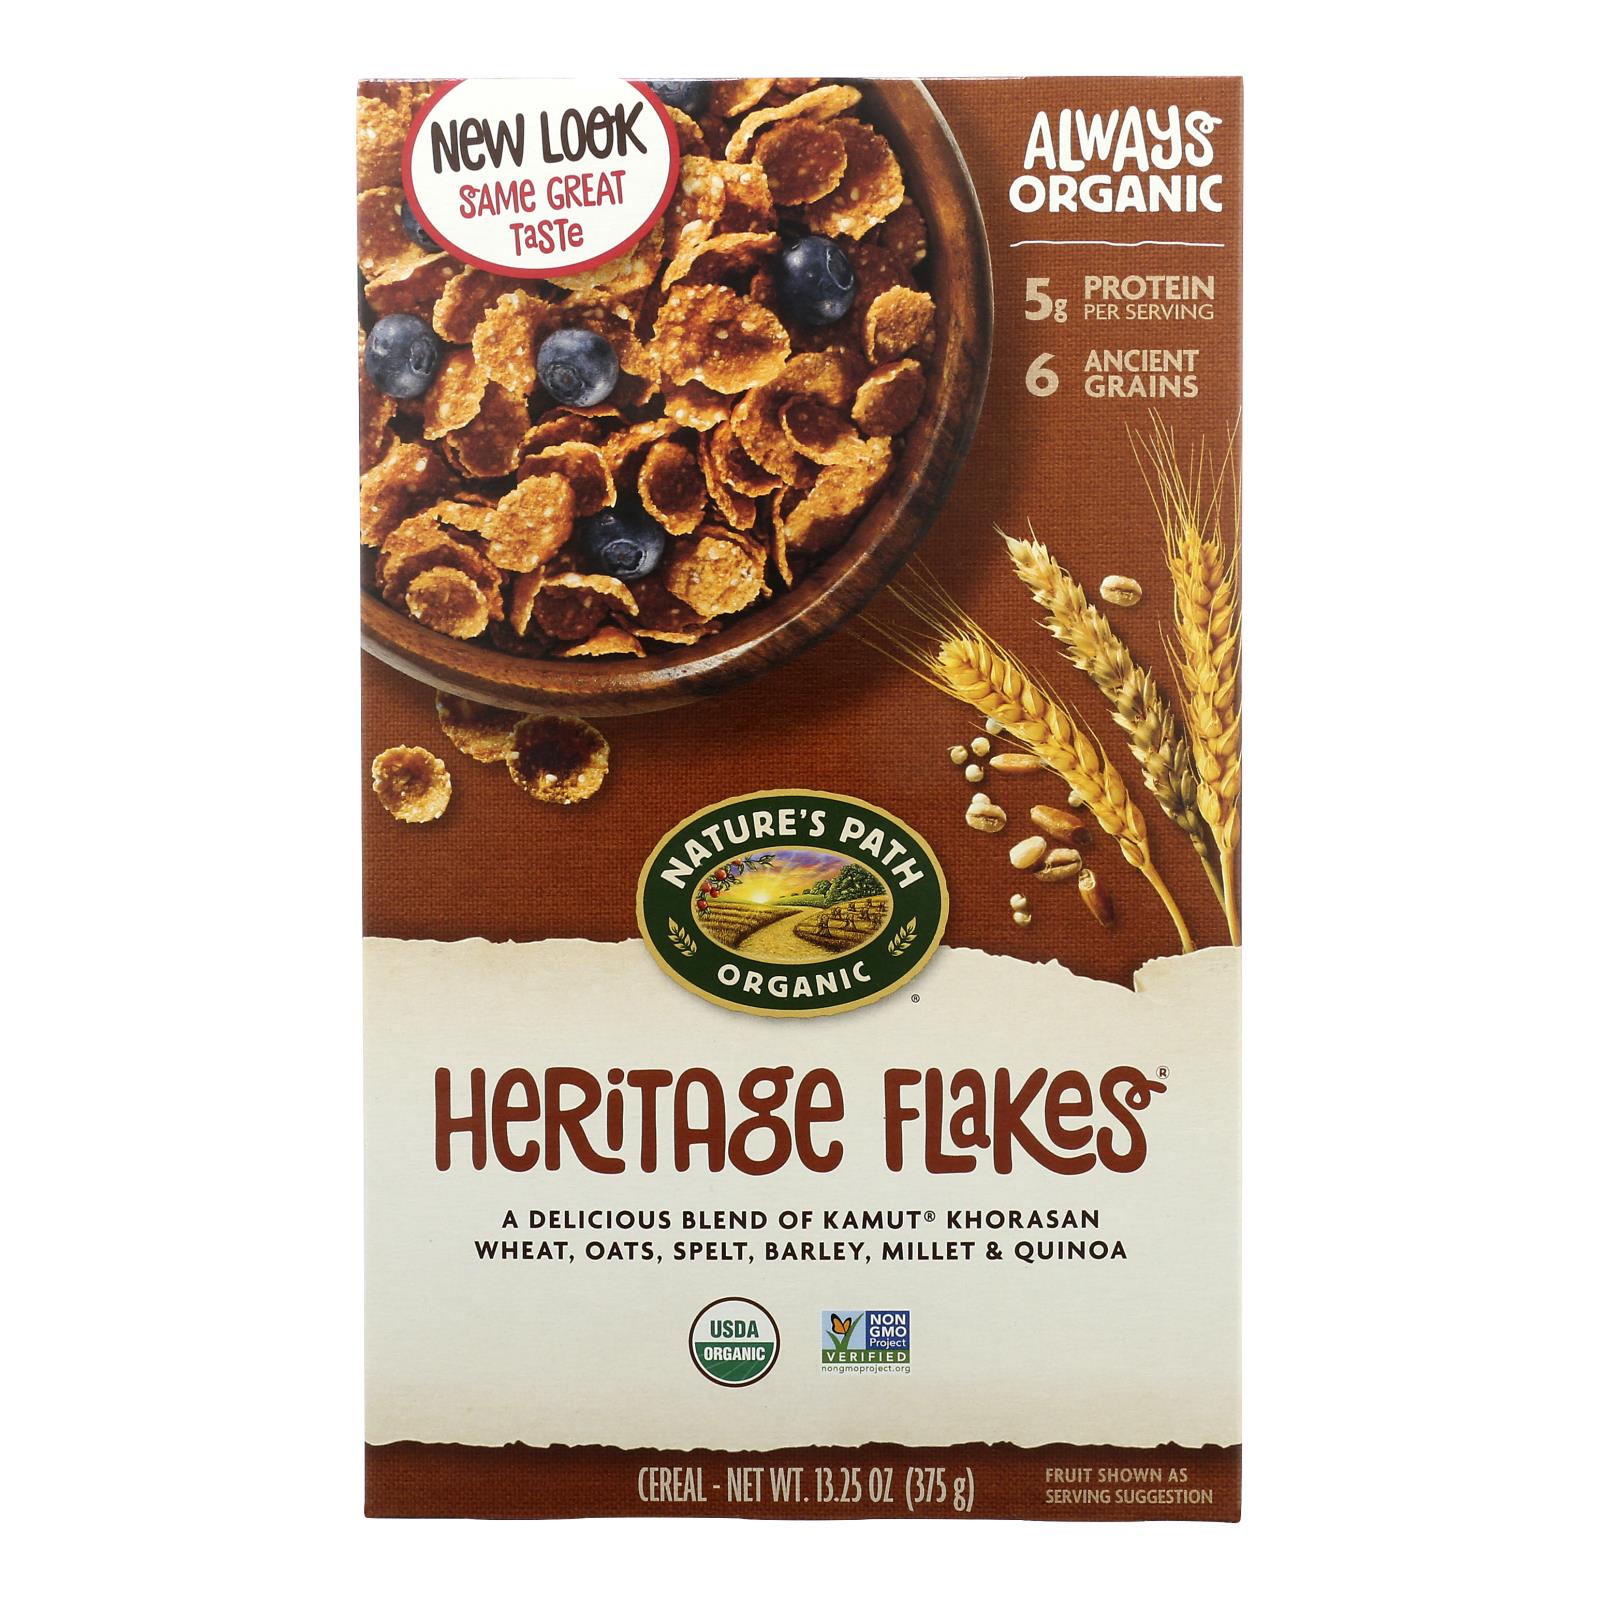 NEW LOOK
SAME GREAT
TASTE
ALWAYS
ORGANIC
5g PROTEIN
PER SERVING
6 ANCIENT
GRAINS
NATURE'S PATH
ORGANIC
®
HERITAGE FLAKES®
A DELICIOUS BLEND OF KAMUT® KHORASAN
WHEAT, OATS, SPELT, BARLEY, MILLET & QUINOA
USDA
ORGANIC
NON
GMO
Project
VERIFIED
nongmoproject.org
CEREAL - NET WT. 13.25 OZ (375 g)
FRUIT SHOWN AS
SERVING SUGGESTION